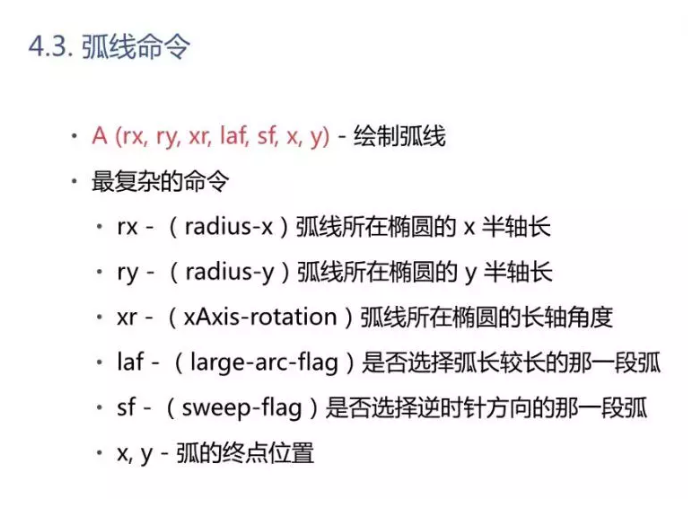 4.3. 弧线命令
• A (rx, ry, xr, laf, sf, x, y) - 绘制弧线
• 最复杂的命令
• rx - （radius-x）弧线所在椭圆的 x 半轴长
• ry - （radius-y）弧线所在椭圆的 y 半轴长
• xr - （xAxis-rotation）弧线所在椭圆的长轴角度
• laf - （large-arc-flag）是否选择弧长较长的那一段弧
• sf - （sweep-flag）是否选择逆时针方向的那一段弧
• x, y - 弧的终点位置